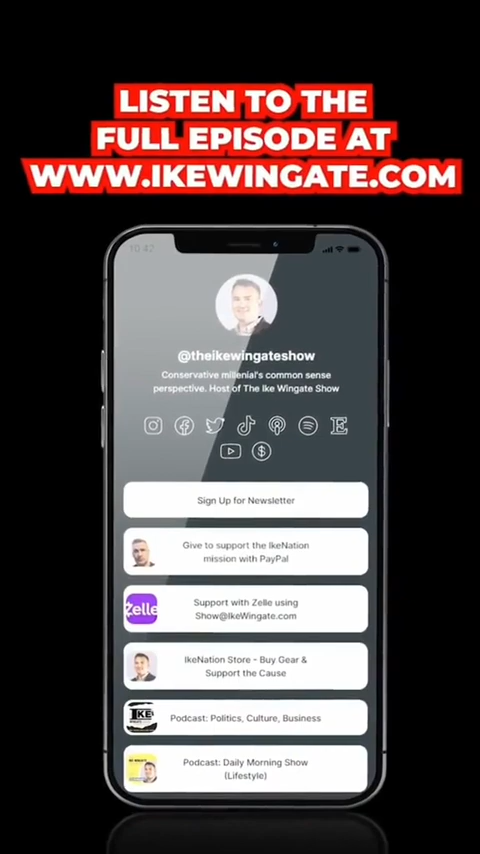 LISTEN TO THE
FULL EPISODE AT
WWW.IKEWINGATE.COM
10:42
@theikewingateshow
Conservative millenial's common sense
perspective. Host of The Ike Wingate Show
Sign Up for Newsletter
Give to support the IkeNation
mission with PayPal
Zelle
Support with Zelle using
Show@IkeWingate.com
IkeNation Store - Buy Gear &
Support the Cause
IKE
Podcast: Politics, Culture, Business
Podcast: Daily Morning Show
(Lifestyle)